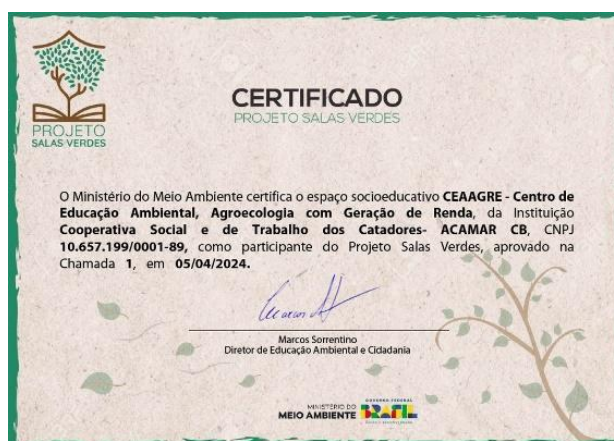 CERTIFICADO
PROJETO SALAS VERDES
PROJETO
SALAS VERDES
O Ministério do Meio Ambiente certifica o espaço socioeducativo CEAAGRE - Centro de
Educação Ambiental, Agroecologia com Geração de Renda, da Instituição
Cooperativa Social e de Trabalho dos Catadores- ACAMAR CB, CNPJ
10.657.199/0001-89, como participante do Projeto Salas Verdes, aprovado na
Chamada 1, em 05/04/2024.
Marcos Sorrentino
Diretor de Educação Ambiental e Cidadania
MINISTÉRIO DO
MEIO AMBIENTE
GOVERNO FEDERAL
BRASIL